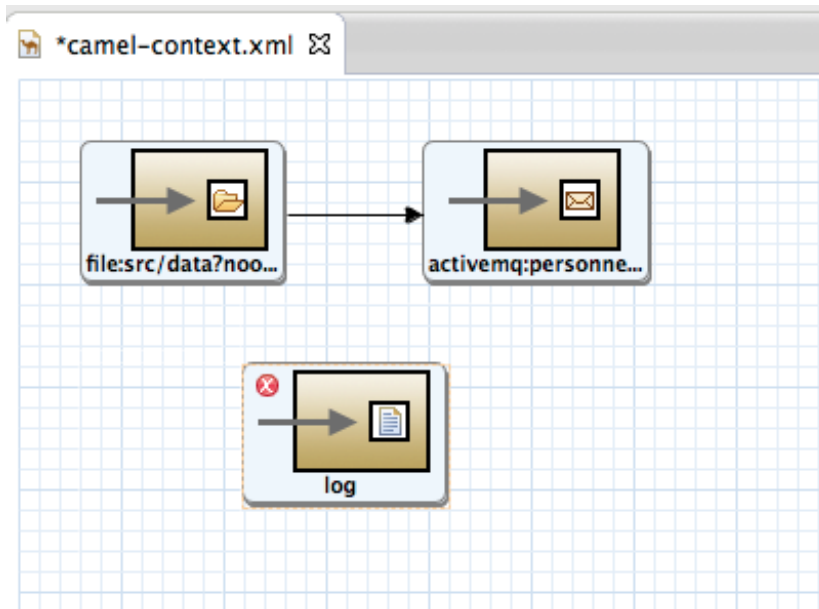 *camel-context.xml
file:src/data?noo...
activemq:personne...
log